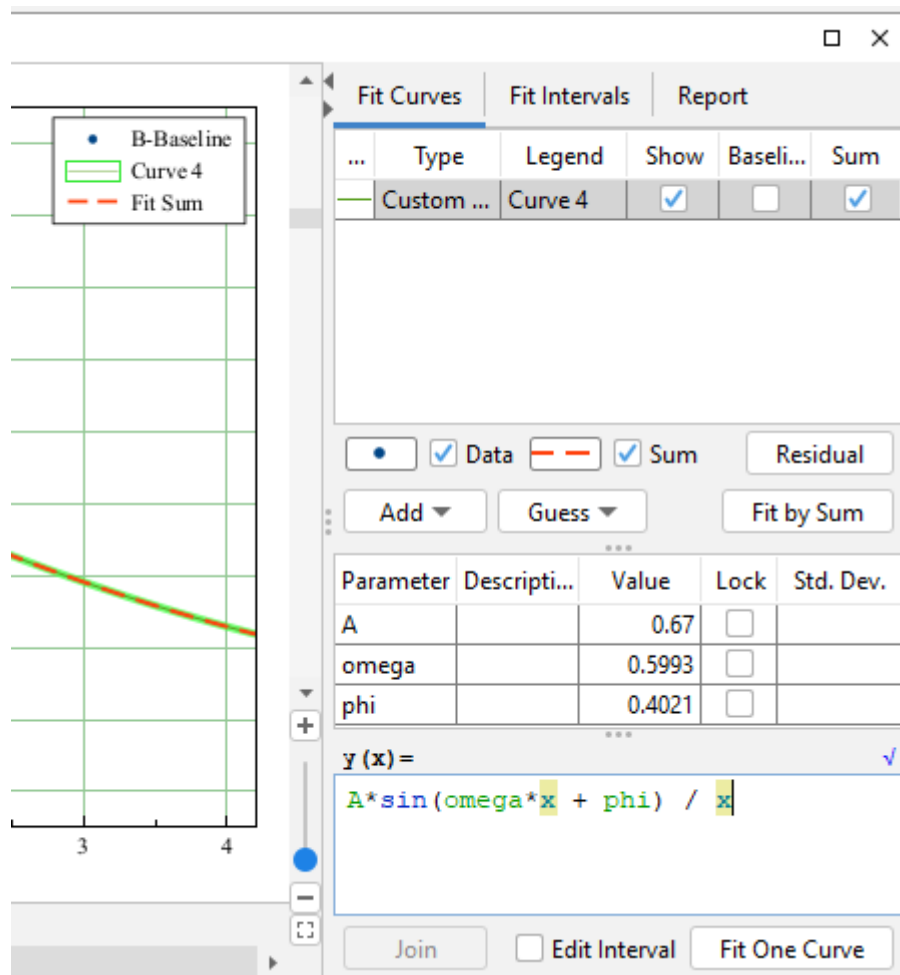 Fit Curves Fit Intervals Report
B-Baseline
Curve 4
Fit Sum
... Type Legend Show Baseli... Sum
Custom ... Curve 4
Data Sum Residual
Add Guess Fit by Sum
Parameter Descripti... Value Lock Std. Dev.
A 0.67
omega 0.5993
phi 0.4021
y(x)= √
A*sin(omega*x + phi) / x
3 4
Join Edit Interval Fit One Curve